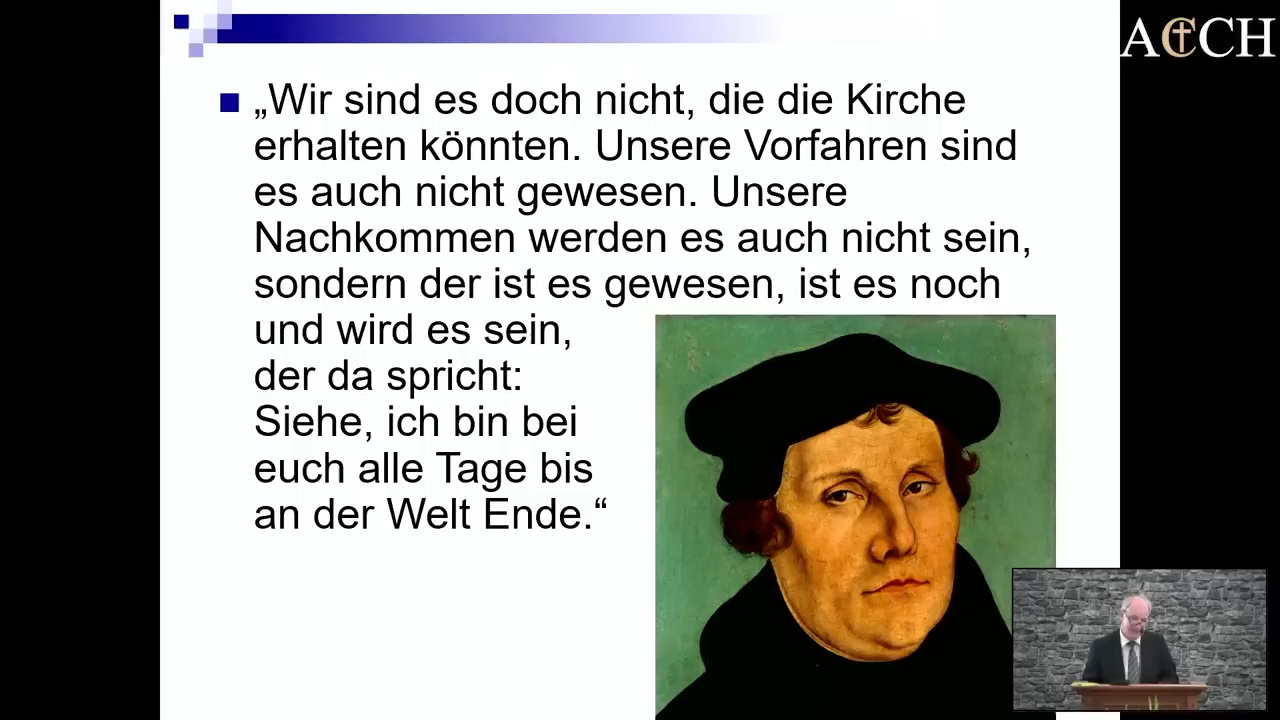 ACCH
„Wir sind es doch nicht, die die Kirche
erhalten könnten. Unsere Vorfahren sind
es auch nicht gewesen. Unsere
Nachkommen werden es auch nicht sein,
sondern der ist es gewesen, ist es noch
und wird es sein,
der da spricht:
Siehe, ich bin bei
euch alle Tage bis
an der Welt Ende.“